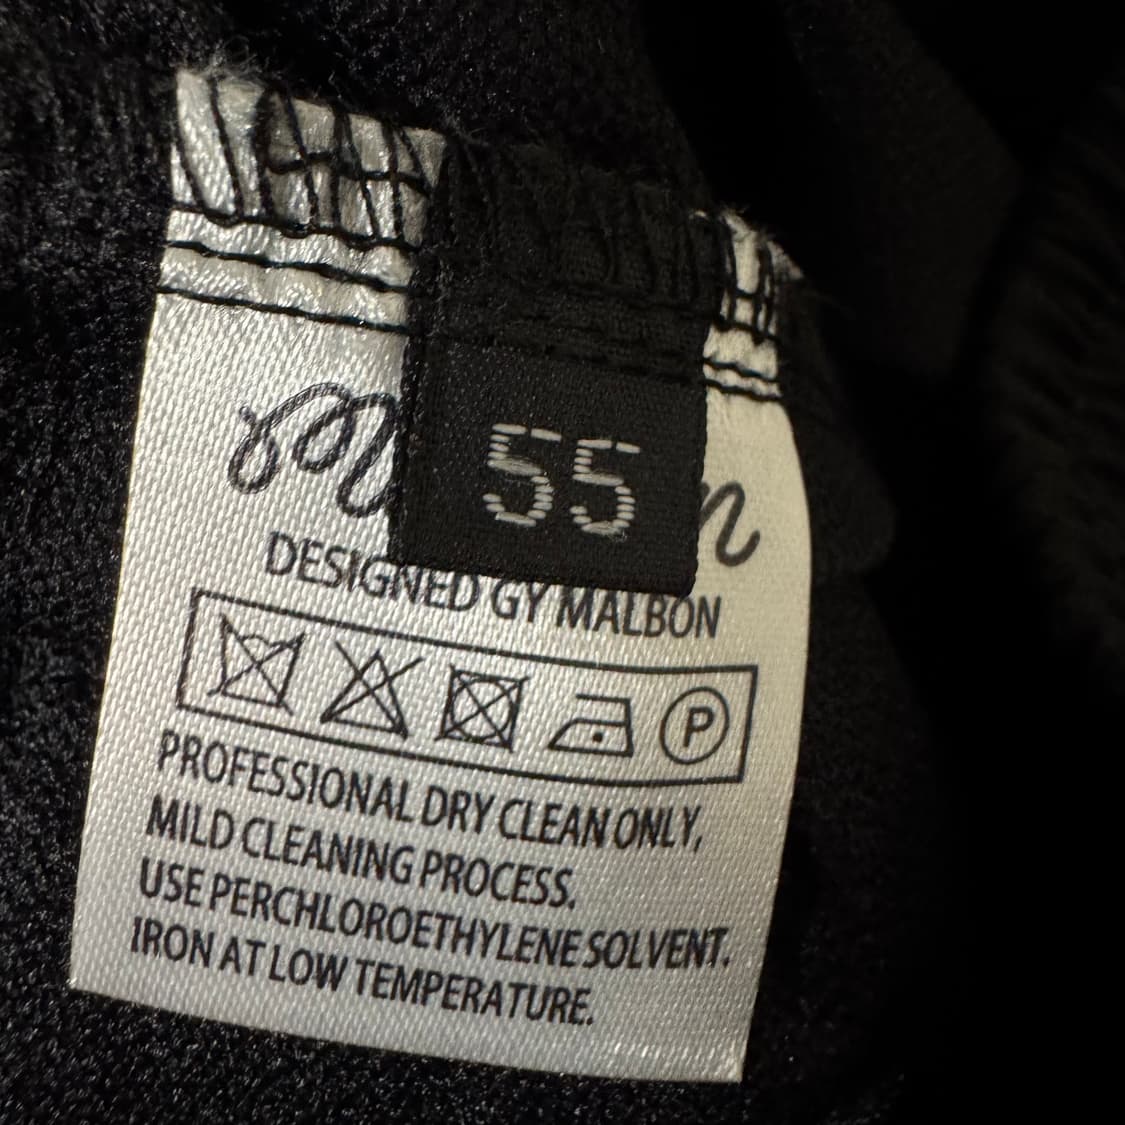 55
DESIGNED GY MALBON
P
PROFESSIONAL DRY CLEAN ONLY,
MILD CLEANING PROCESS.
USE PERCHLOROETHYLENE SOLVENT.
IRON AT LOW TEMPERATURE.